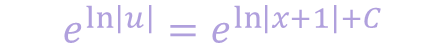 e^{ln|u|} = e^{ln|x+1|+C}